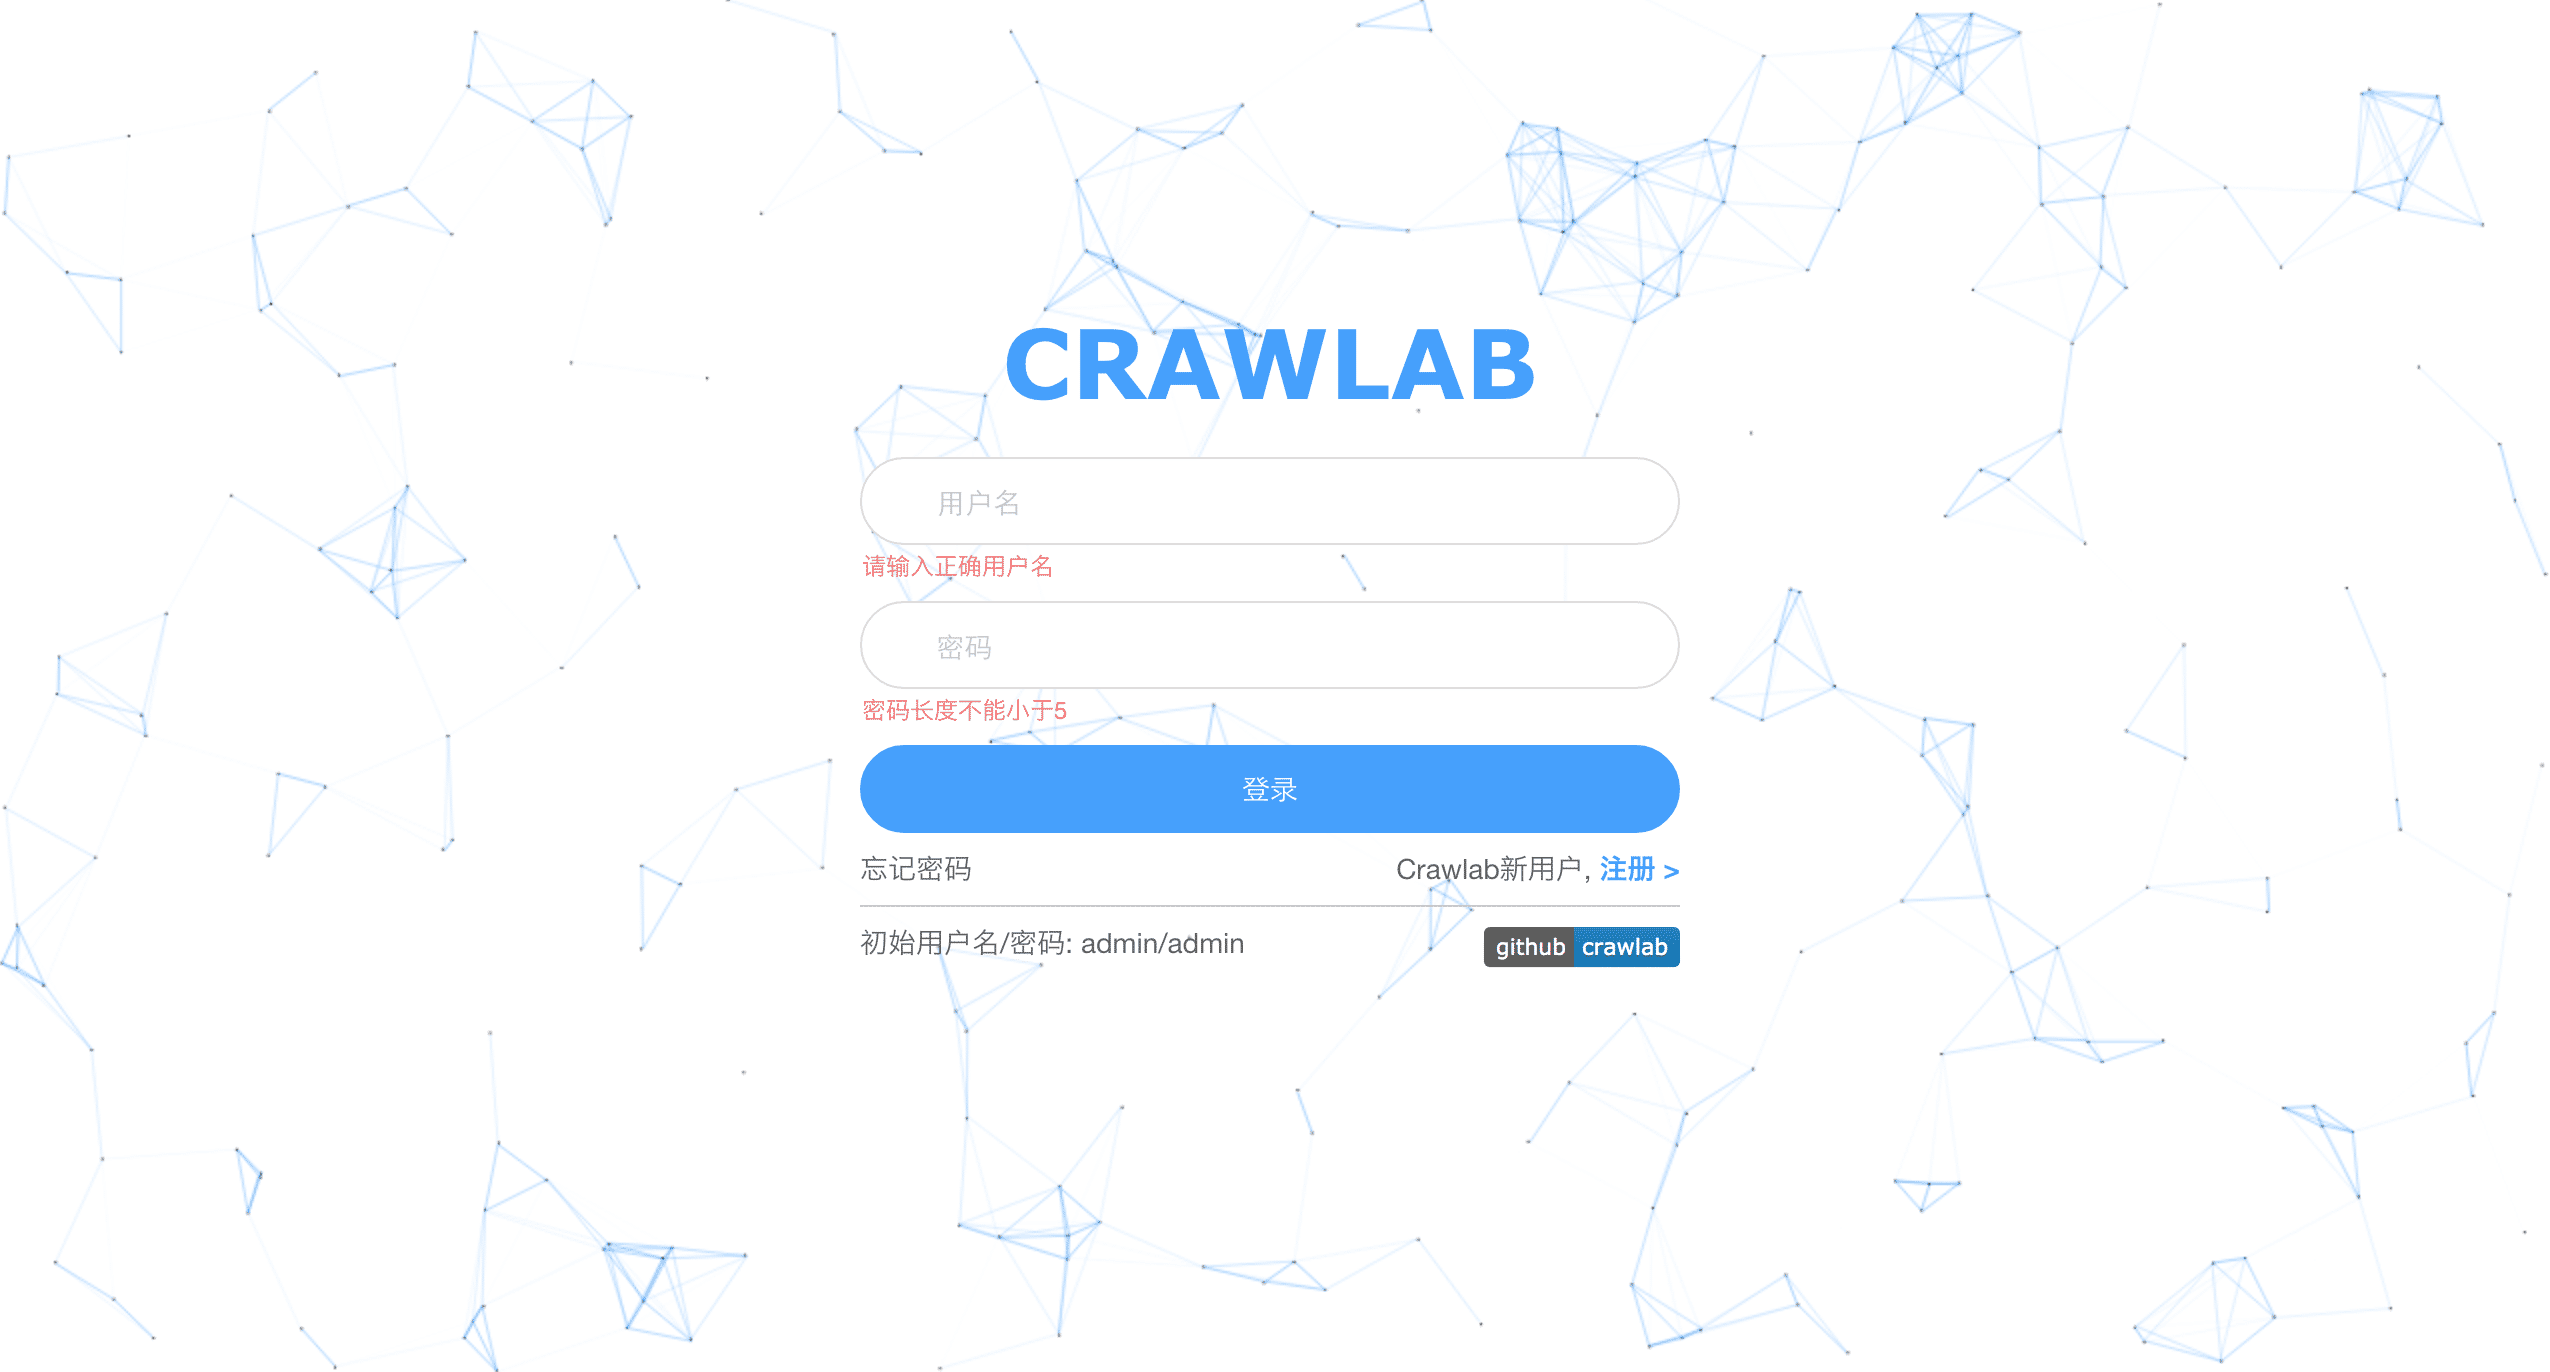 CRAWLAB
用户名
请输入正确用户名
密码
密码长度不能小于5
登录
忘记密码 Crawlab新用户, 注册 >
初始用户名/密码: admin/admin github crawlab